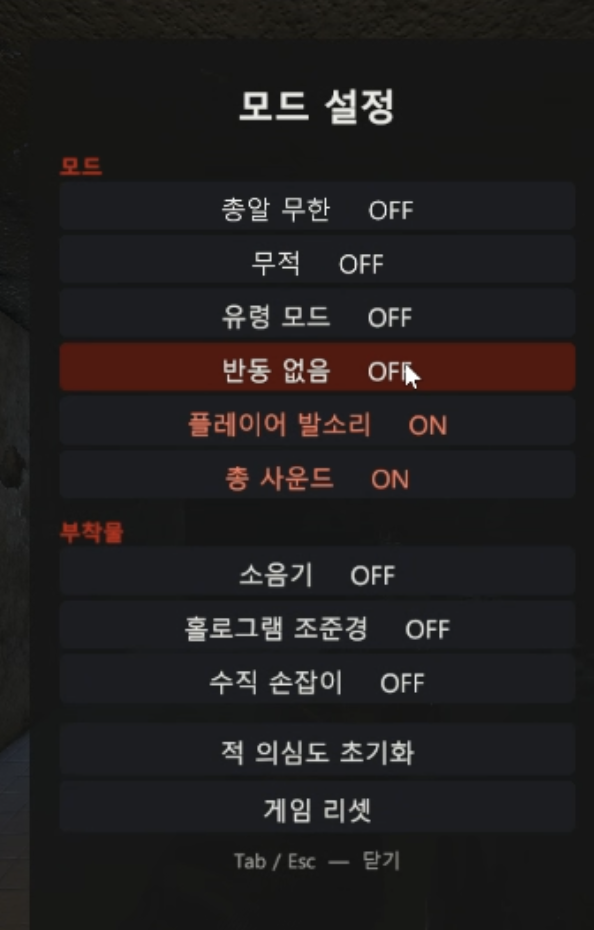 모드 설정
모드
총알 무한 OFF
무적 OFF
유령 모드 OFF
반동 없음 OFF
플레이어 발소리 ON
총 사운드 ON
부착물
소음기 OFF
홀로그램 조준경 OFF
수직 손잡이 OFF
적 의심도 초기화
게임 리셋
Tab / Esc — 닫기